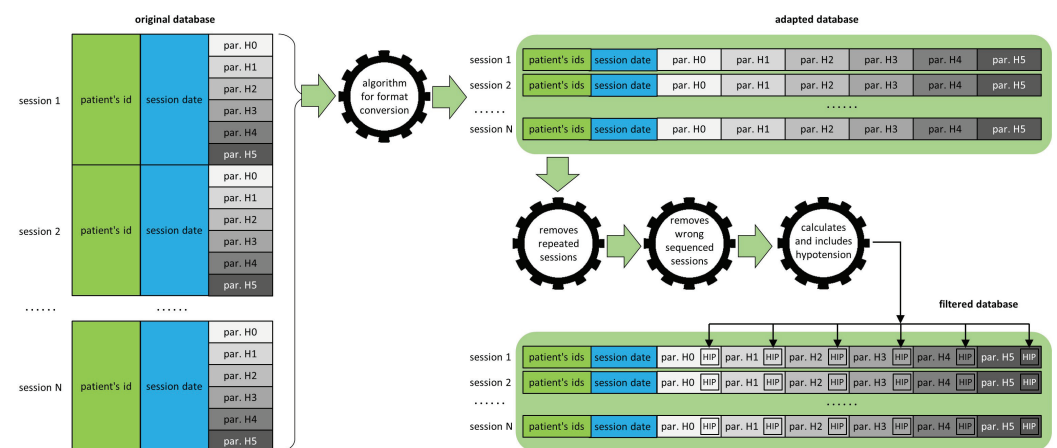 original database
par. H0
par. H1
par. H2
session 1 patient's id session date par. H3
par. H4
par. H5
par. H0
par. H1
par. H2
session 2 patient's id session date par. H3
par. H4
par. H5
...... ......
par. H0
par. H1
par. H2
session N patient's id session date par. H3
par. H4
par. H5
algorithm
for format
conversion
adapted database
session 1 patient's ids session date par. H0 par. H1 par. H2 par. H3 par. H4 par. H5
session 2 patient's ids session date par. H0 par. H1 par. H2 par. H3 par. H4 par. H5
...... ......
session N patient's ids session date par. H0 par. H1 par. H2 par. H3 par. H4 par. H5
removes
repeated
sessions
removes
wrong
sequenced
sessions
calculates
and includes
hypotension
filtered database
session 1 patient's ids session date par. H0 HIP par. H1 HIP par. H2 HIP par. H3 HIP par. H4 HIP par. H5 HIP
session 2 patient's ids session date par. H0 HIP par. H1 HIP par. H2 HIP par. H3 HIP par. H4 HIP par. H5 HIP
...... ......
session N patient's ids session date par. H0 HIP par. H1 HIP par. H2 HIP par. H3 HIP par. H4 HIP par. H5 HIP